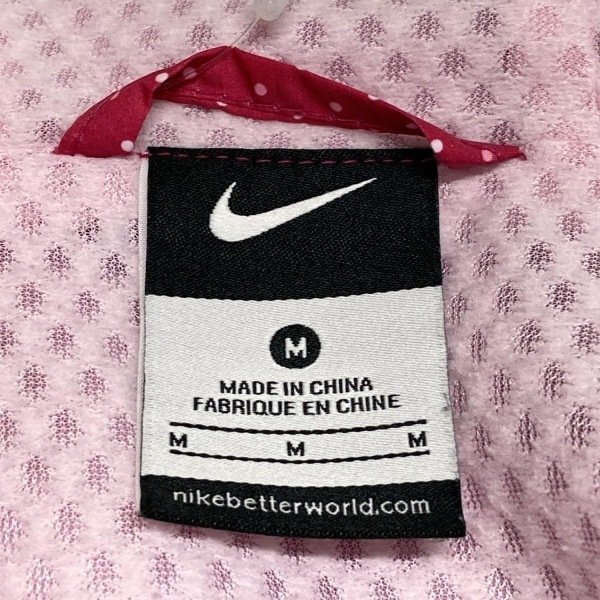 M
MADE IN CHINA
FABRIQUE EN CHINE
M M M
nikebetterworld.com